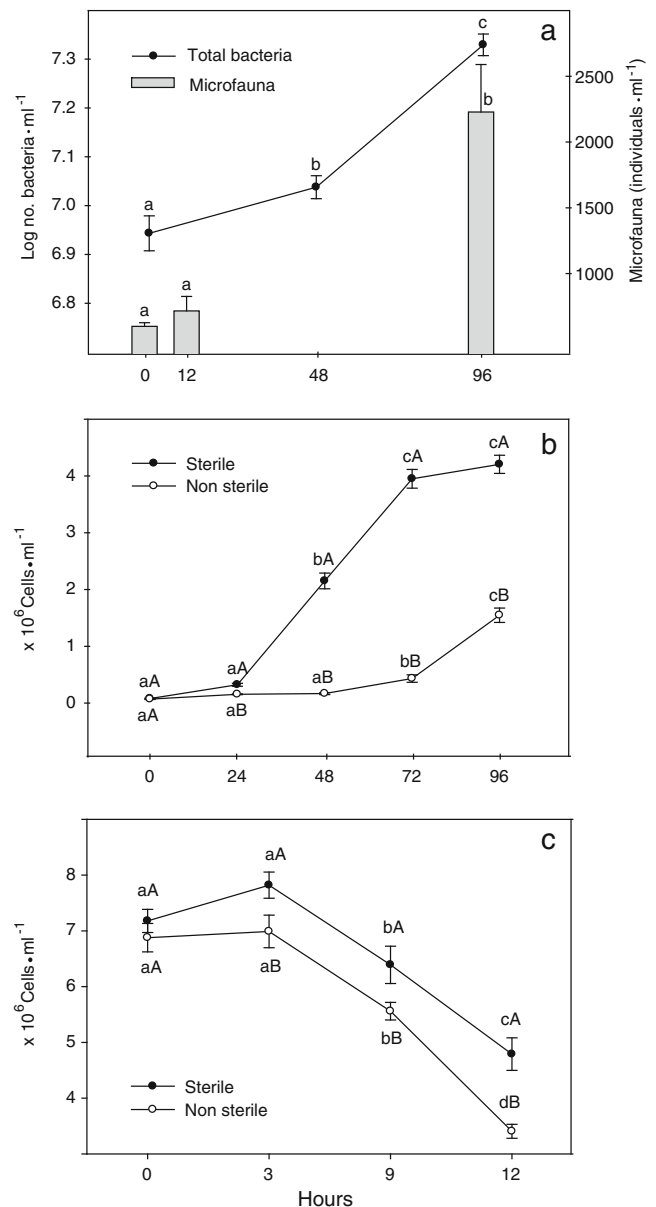 a
Total bacteria
Microfauna
Log no. bacteria•ml⁻¹
7.3
7.2
7.1
7.0
6.9
6.8
Microfauna (individuals•ml⁻¹)
2500
2000
1500
1000
a
b
c
a
a
b
0
12
48
96
b
Sterile
Non sterile
x 10⁶ Cells•ml⁻¹
4
3
2
1
0
aA
aA
bA
cA
cA
aA
aB
aB
bB
cB
0
24
48
72
96
c
x 10⁶ Cells•ml⁻¹
8
7
6
5
4
aA
aA
bA
cA
aA
aB
bB
dB
Sterile
Non sterile
0
3
9
12
Hours